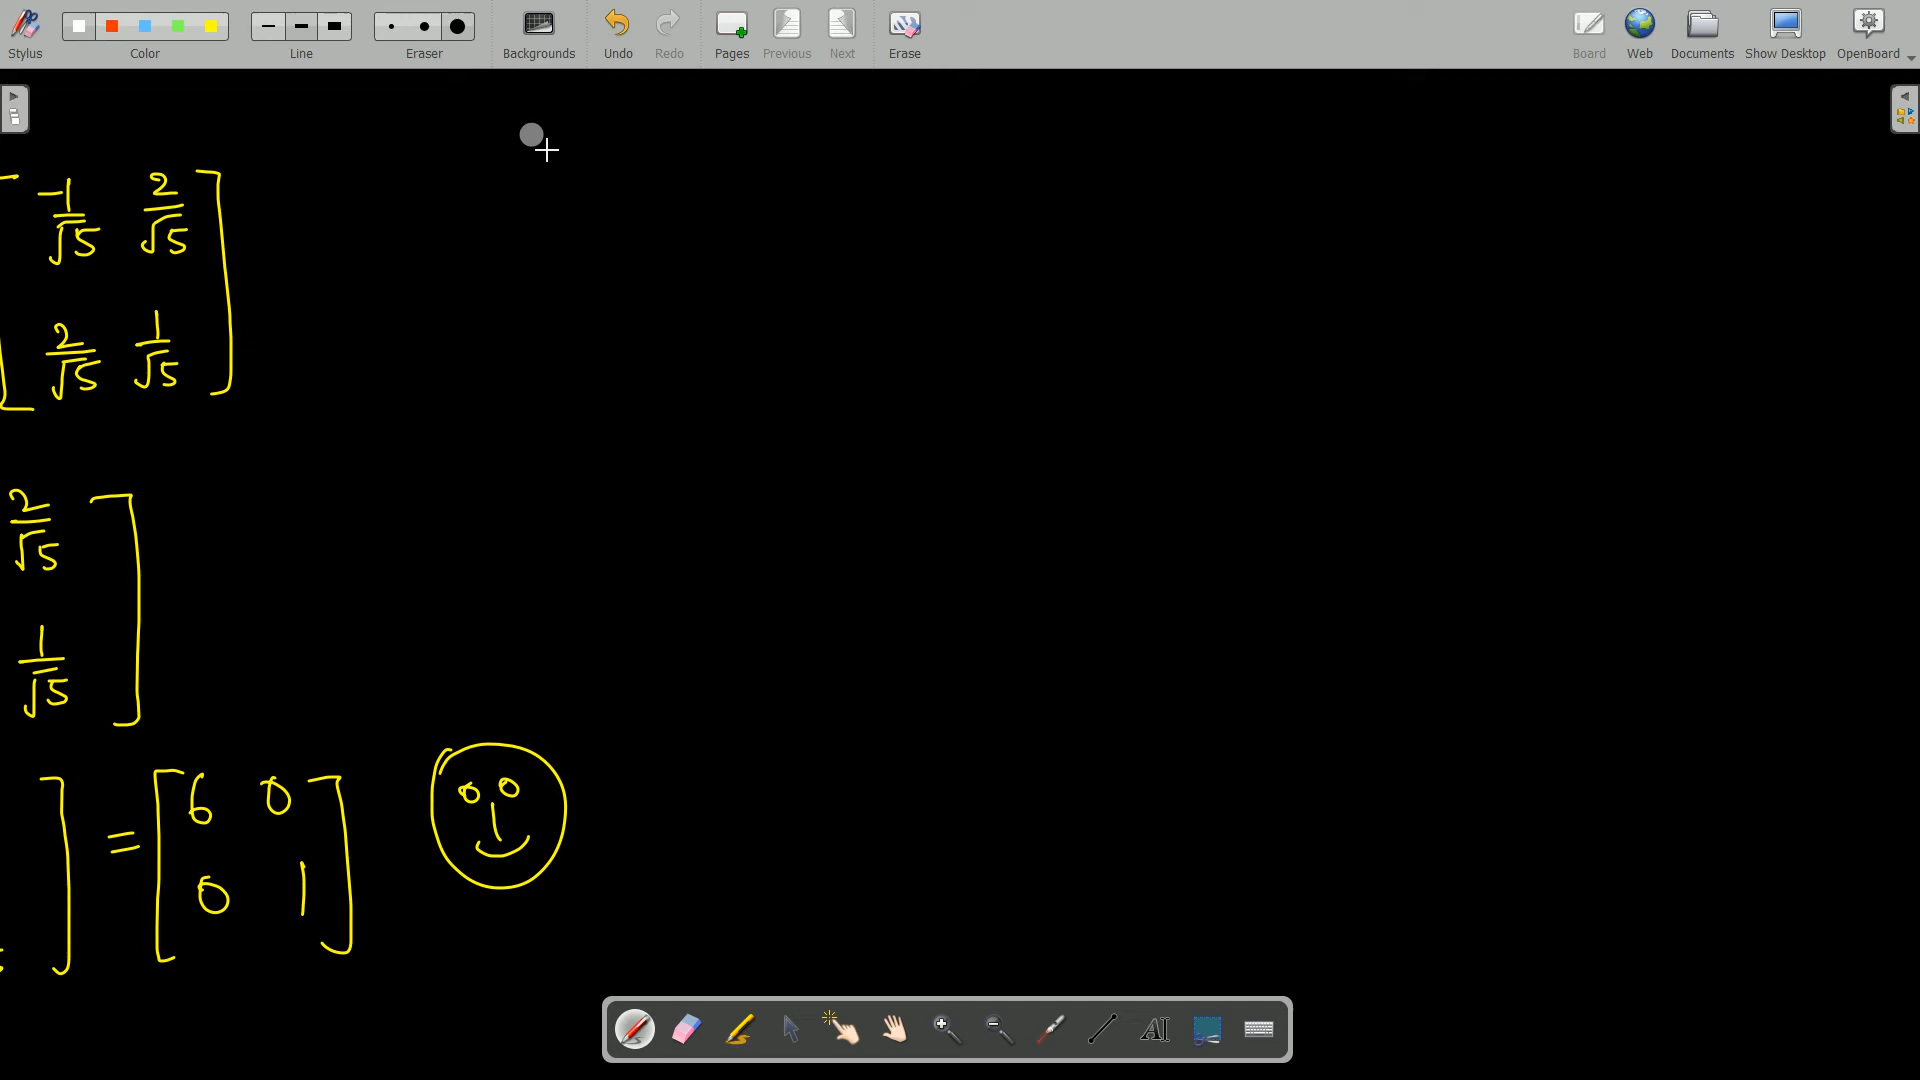 Stylus Color Line Eraser Backgrounds Undo Redo Pages Previous Next Erase Board Web Documents Show Desktop OpenBoard
-1/√5 2/√5
2/√5 1/√5
2/√5
1/√5
= [6 0
0 1]
AI